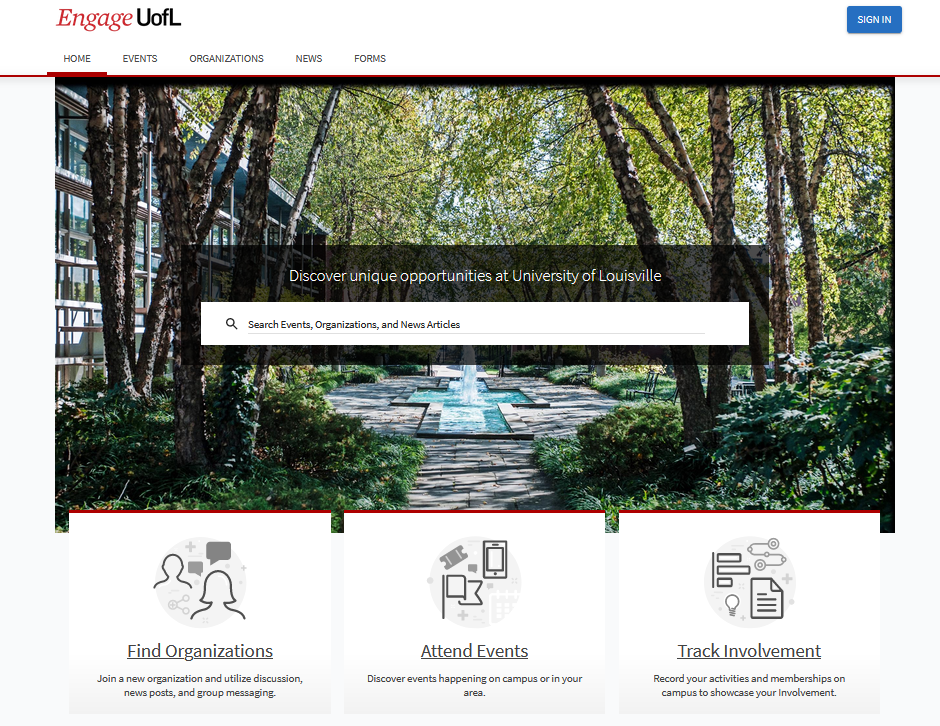 Engage UofL
SIGN IN
HOME EVENTS ORGANIZATIONS NEWS FORMS
Discover unique opportunities at University of Louisville
Search Events, Organizations, and News Articles
Find Organizations
Join a new organization and utilize discussion,
news posts, and group messaging.
Attend Events
Discover events happening on campus or in your
area.
Track Involvement
Record your activities and memberships on
campus to showcase your Involvement.